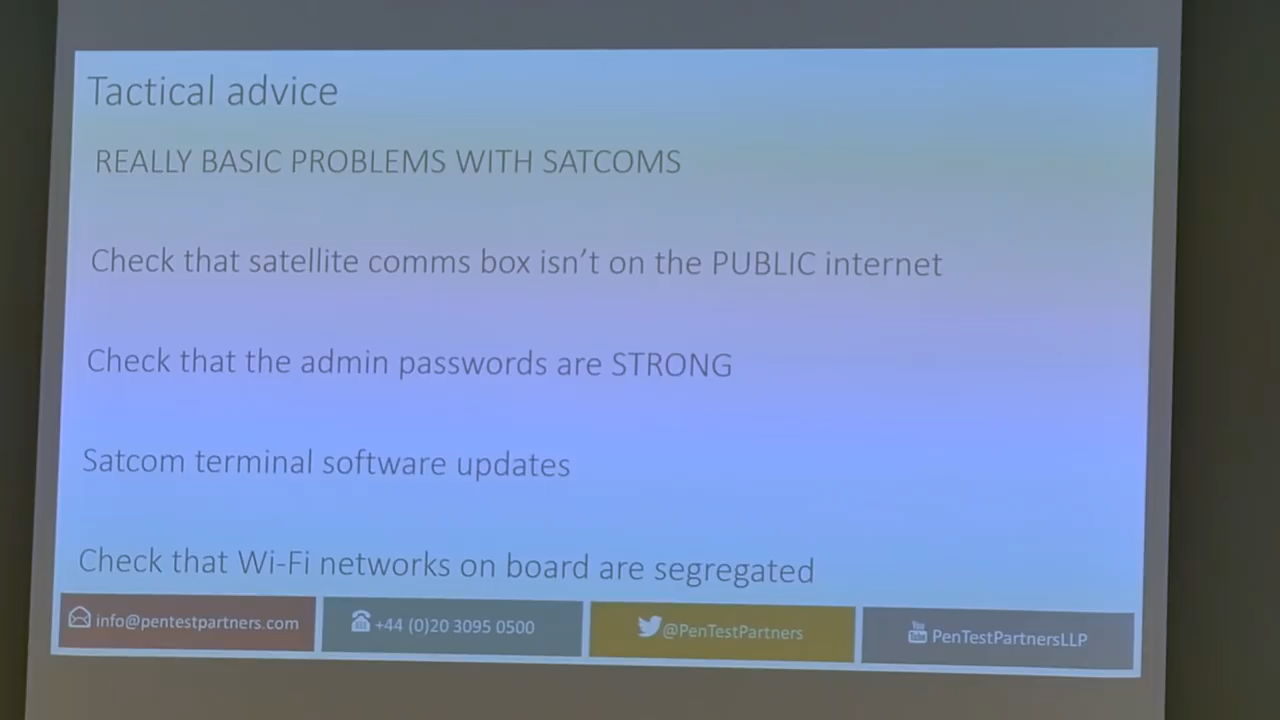 Tactical advice
REALLY BASIC PROBLEMS WITH SATCOMS
Check that satellite comms box isn't on the PUBLIC internet
Check that the admin passwords are STRONG
Satcom terminal software updates
Check that Wi-Fi networks on board are segregated
info@pentestpartners.com
+44 (0)20 3095 0500
@PenTestPartners
You Tube PenTestPartnersLLP